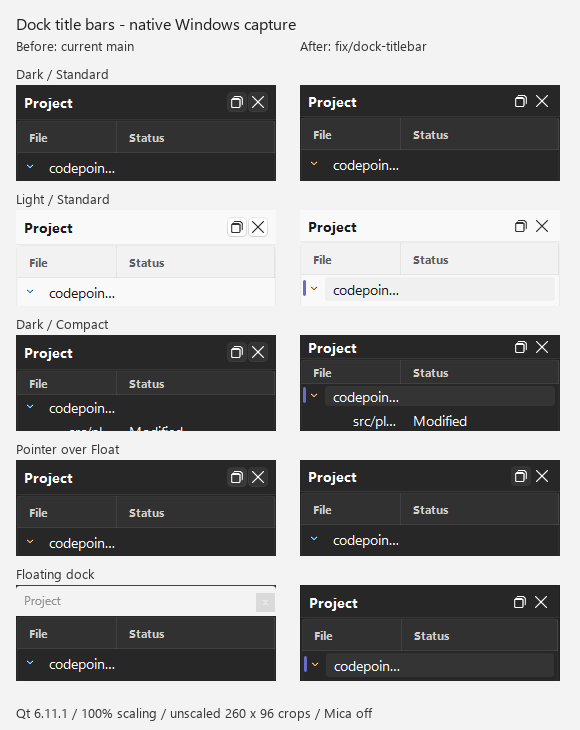 Dock title bars - native Windows capture
Before: current main
After: fix/dock-titlebar
Dark / Standard
Project
File Status
codepoin...
Project
File Status
codepoin...
Light / Standard
Project
File Status
codepoin...
Project
File Status
codepoin...
Dark / Compact
Project
File Status
codepoin...
src/pl... Modified
Project
File Status
codepoin...
src/pl... Modified
Pointer over Float
Project
File Status
codepoin...
Project
File Status
codepoin...
Floating dock
Project
File Status
codepoin...
Project
File Status
codepoin...
Qt 6.11.1 / 100% scaling / unscaled 260 x 96 crops / Mica off